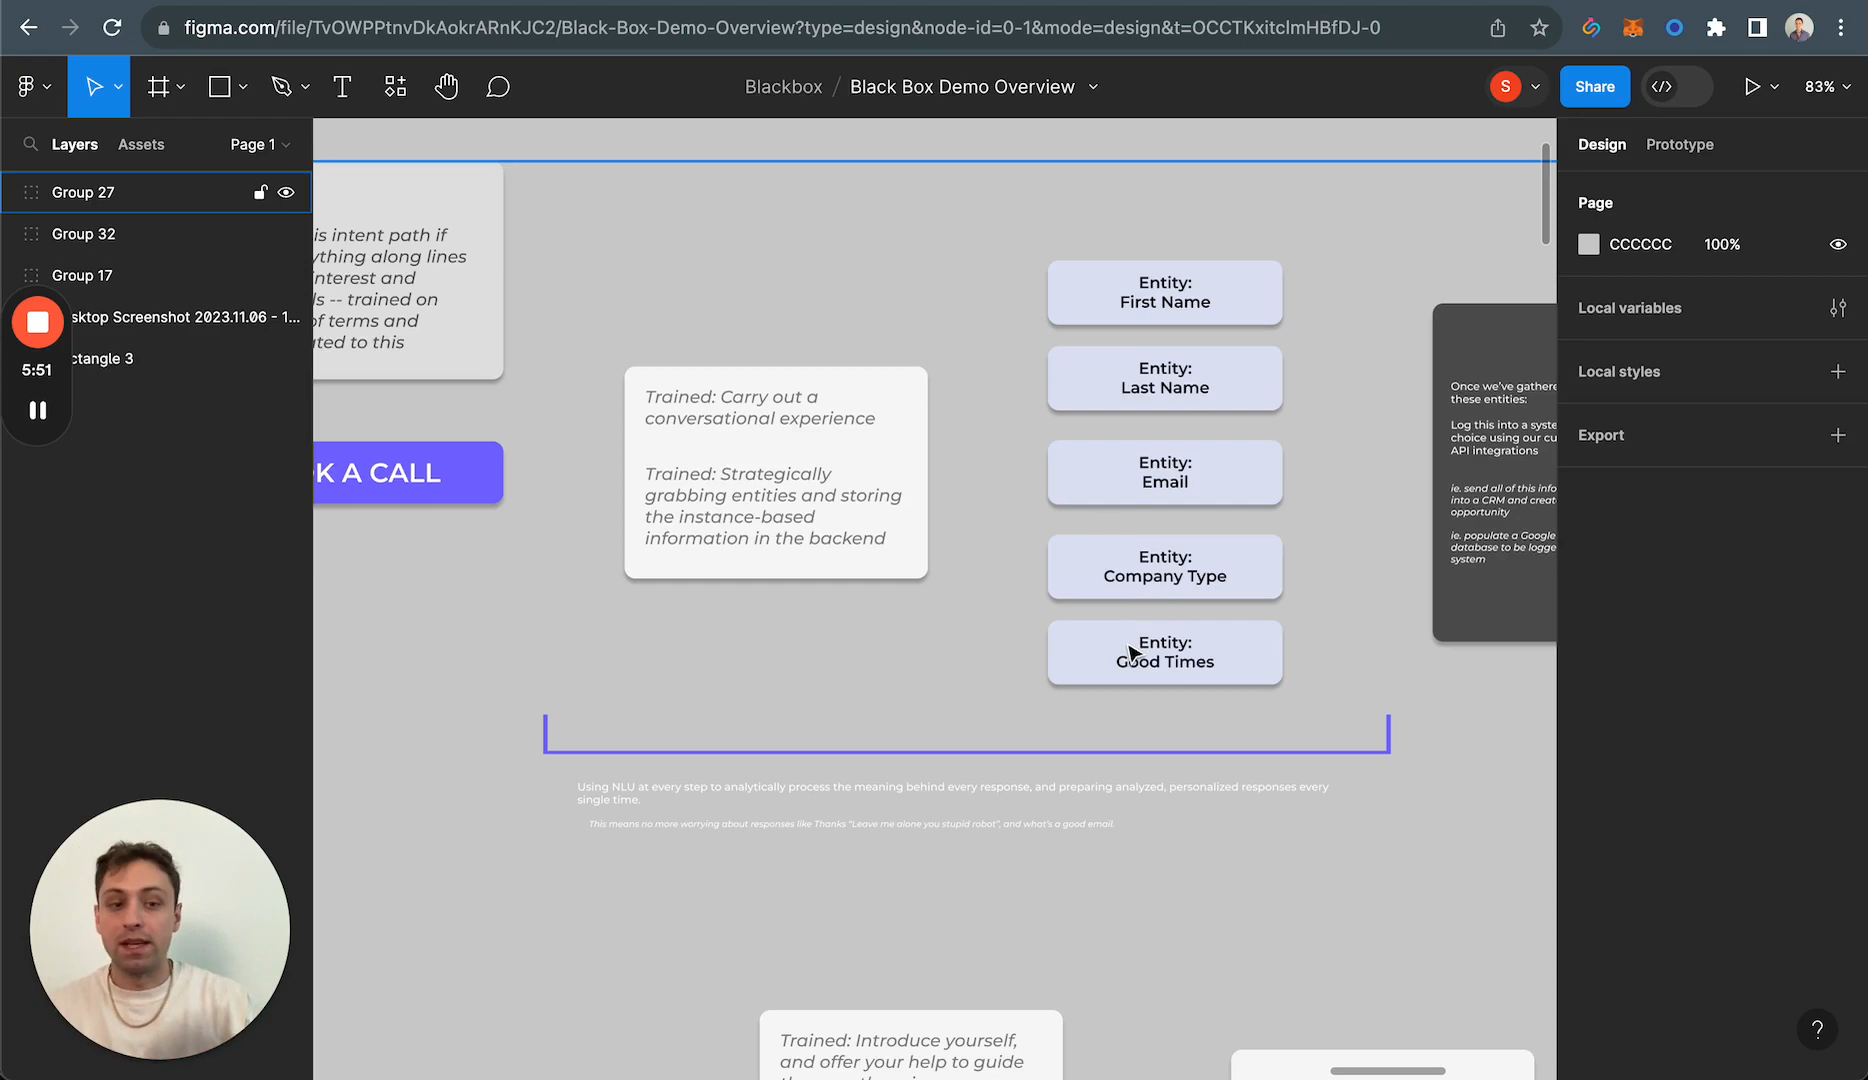 figma.com/file/TvOWPPtnvDkAokrARnKJC2/Black-Box-Demo-Overview?type=design&node-id=0-1&mode=design&t=OCCTKxitclmHBfDJ-0
Blackbox / Black Box Demo Overview
S
Share
83%
Layers
Assets
Page 1
Group 27
Group 32
Group 17
sktop Screenshot 2023.11.06 - 1...
ctangle 3
5:51
is intent path if
ything along lines
interest and
ls -- trained on
of terms and
ated to this
K A CALL
Trained: Carry out a
conversational experience
Trained: Strategically
grabbing entities and storing
the instance-based
information in the backend
Entity:
First Name
Entity:
Last Name
Entity:
Email
Entity:
Company Type
Entity:
Good Times
Once we've gathere
these entities:
Log this into a syste
choice using our cu
API integrations
ie. send all of this info
into a CRM and creat
opportunity
ie. populate a Google
database to be logge
system
Using NLU at every step to analytically process the meaning behind every response, and preparing analyzed, personalized responses every
single time.
This means no more worrying about responses like Thanks "Leave me alone you stupid robot", and what's a good email.
Trained: Introduce yourself,
and offer your help to guide
Design
Prototype
Page
CCCCCC
100%
Local variables
Local styles
Export
?